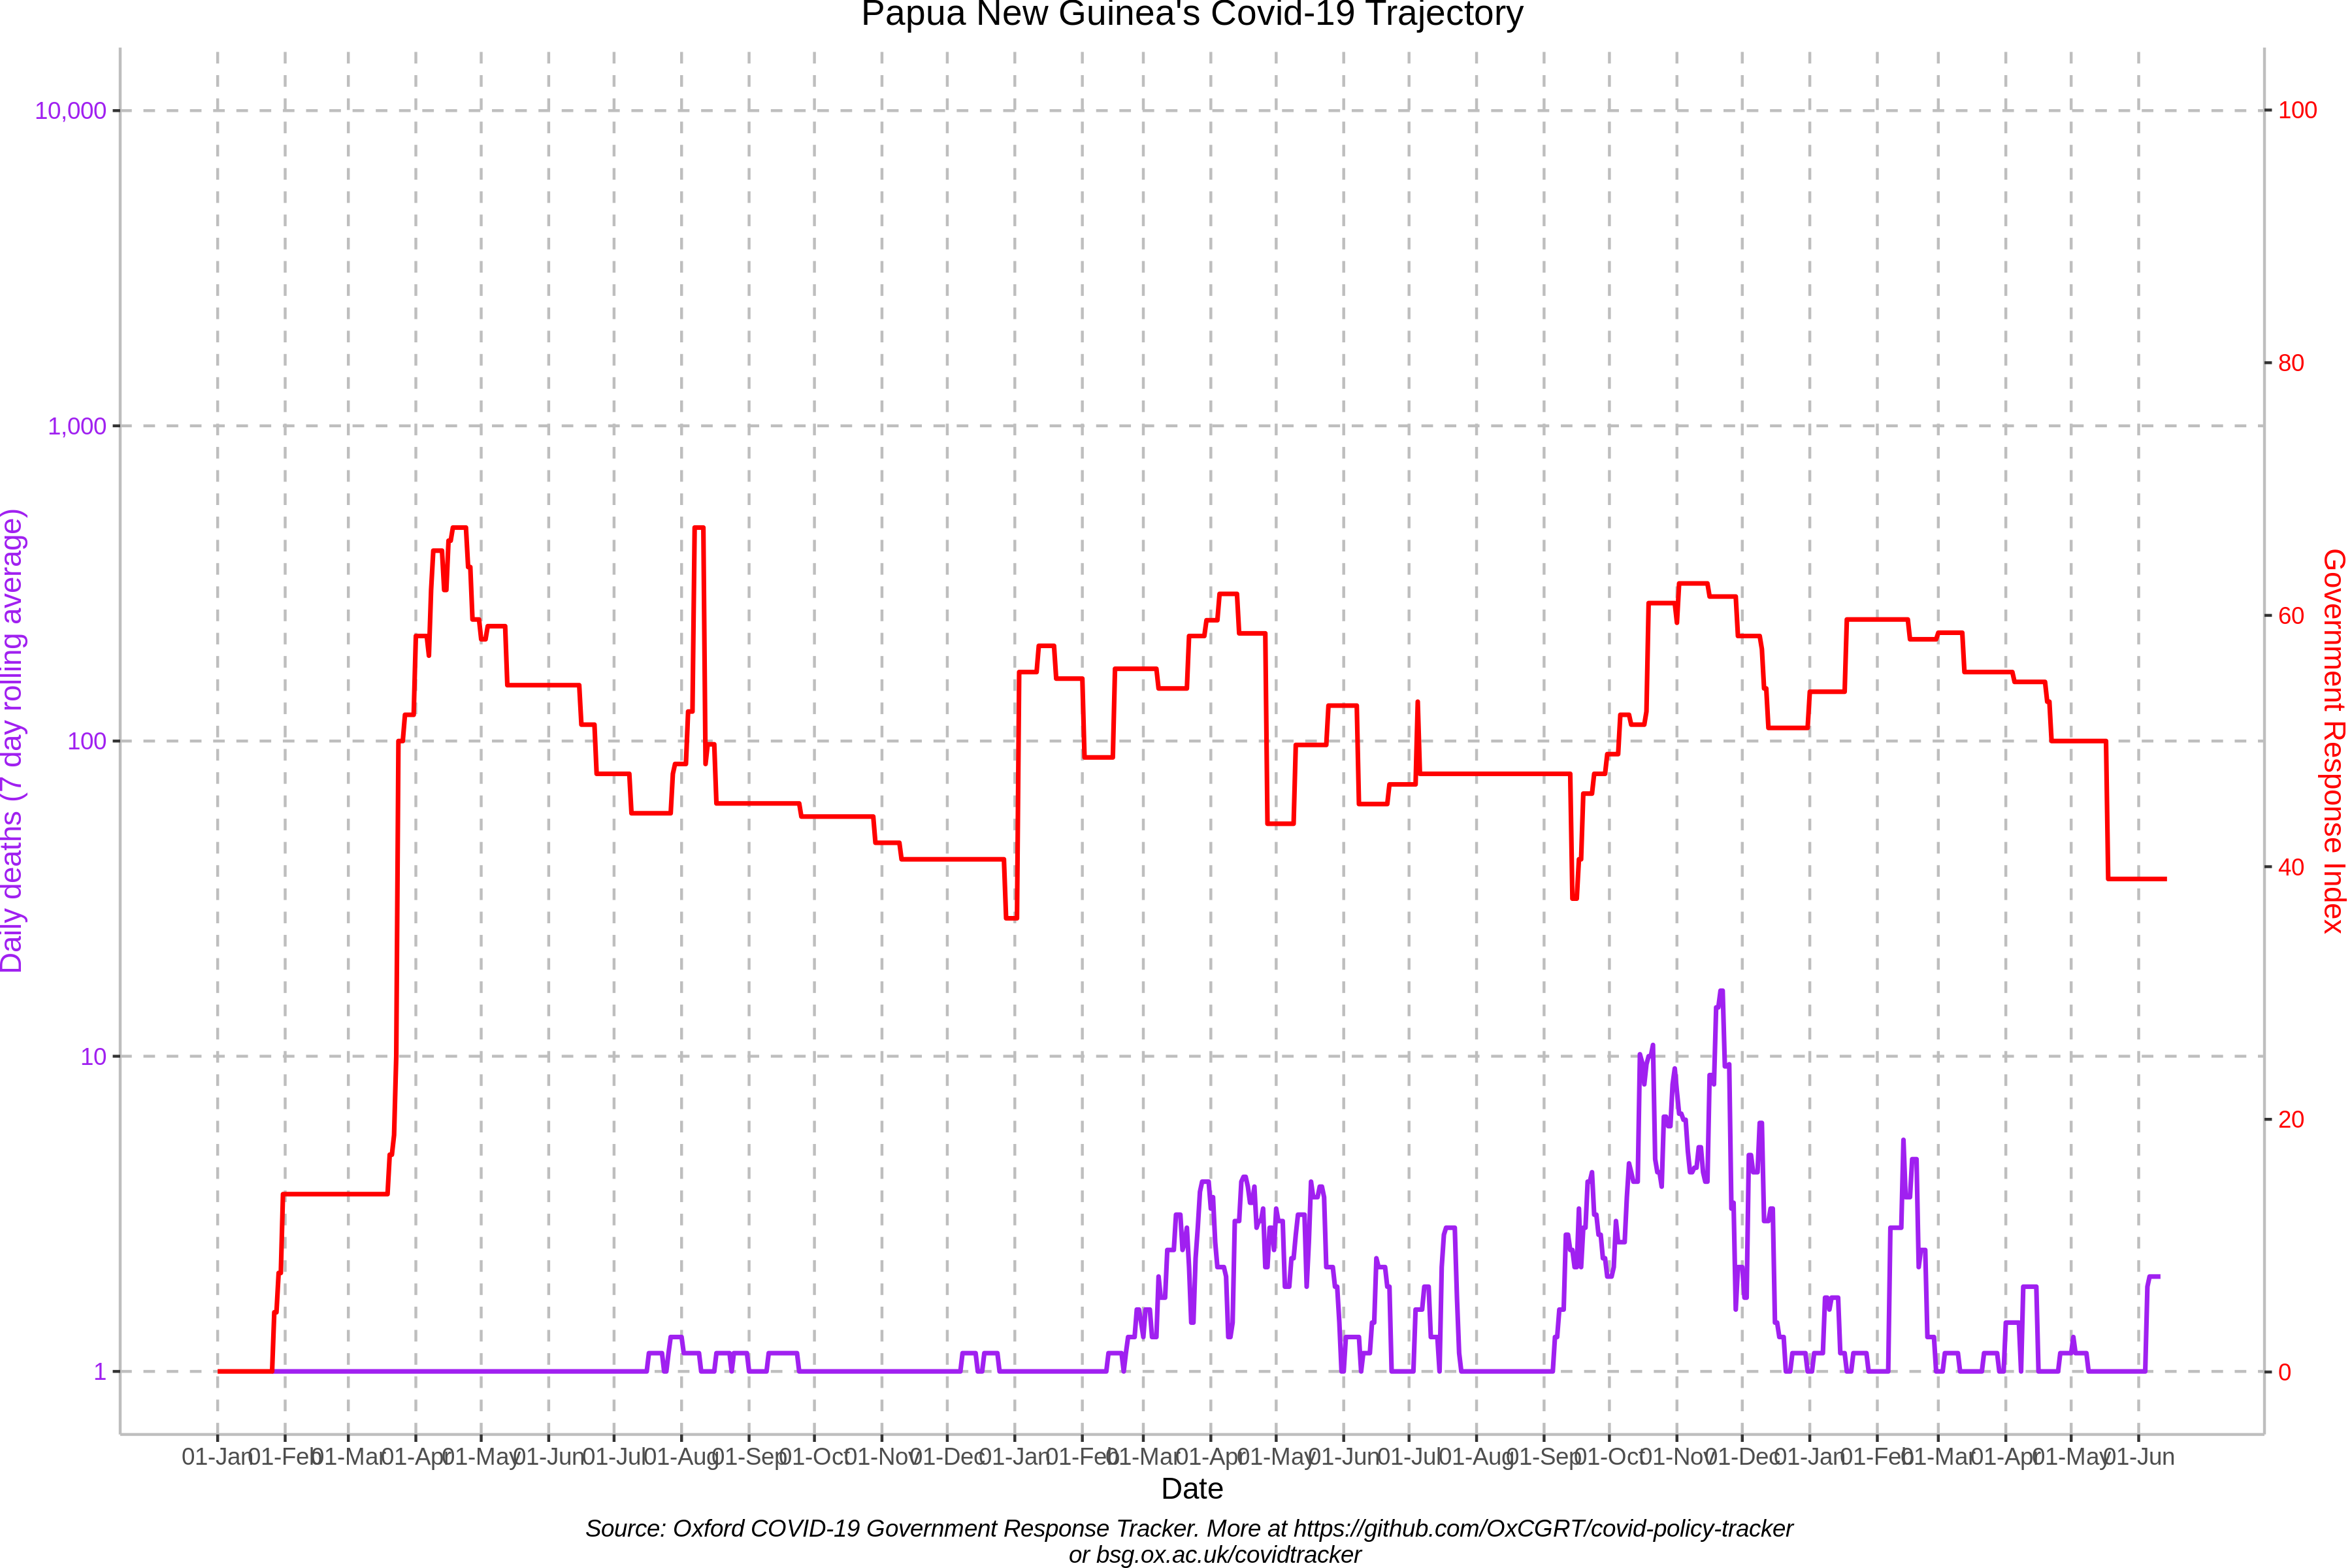 Papua New Guinea's Covid-19 Trajectory
10,000
1,000
100
10
1
Daily deaths (7 day rolling average)
100
80
60
40
20
0
Government Response Index
01-Jan 01-Feb 01-Mar 01-Apr 01-May 01-Jun 01-Jul 01-Aug 01-Sep 01-Oct 01-Nov 01-Dec 01-Jan 01-Feb 01-Mar 01-Apr 01-May 01-Jun 01-Jul 01-Aug 01-Sep 01-Oct 01-Nov 01-Dec 01-Jan 01-Feb 01-Mar 01-Apr 01-May 01-Jun
Date
Source: Oxford COVID-19 Government Response Tracker. More at https://github.com/OxCGRT/covid-policy-tracker
or bsg.ox.ac.uk/covidtracker